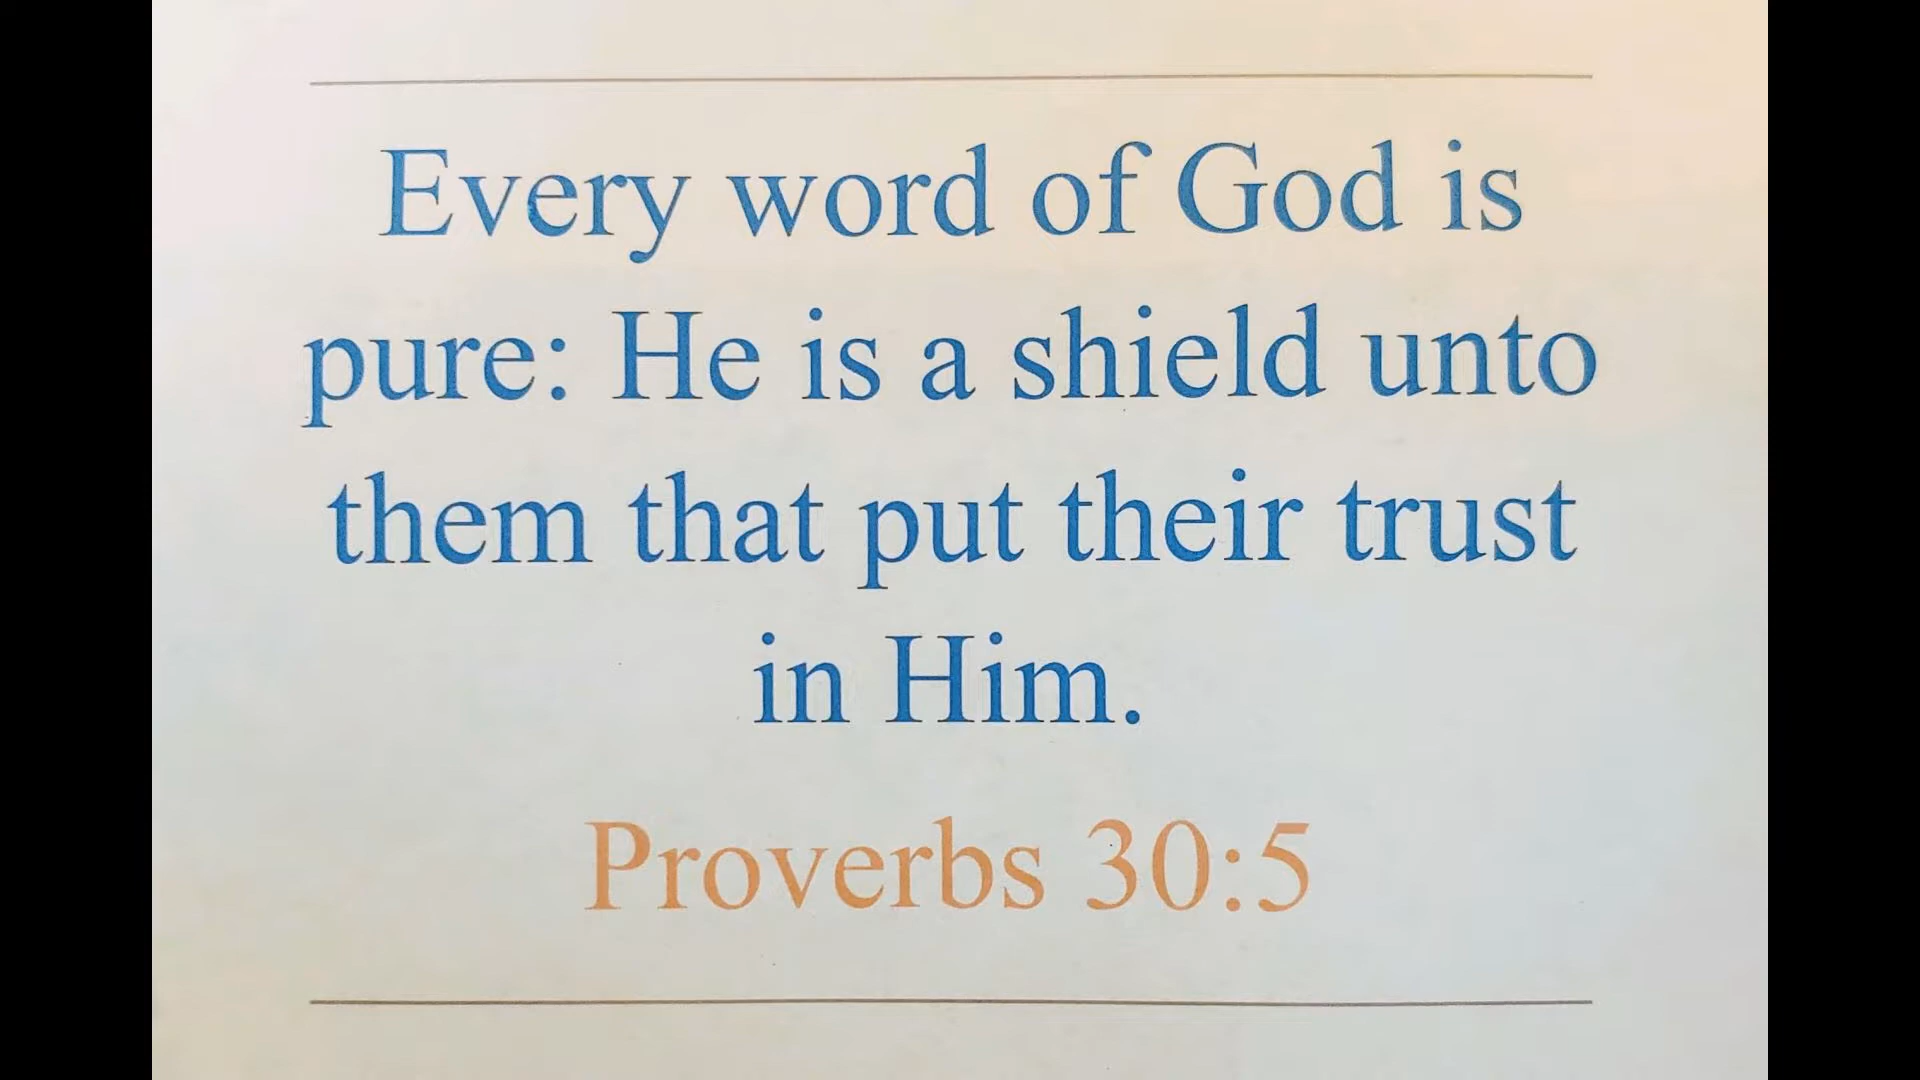 Every word of God is
pure: He is a shield unto
them that put their trust
in Him.
Proverbs 30:5